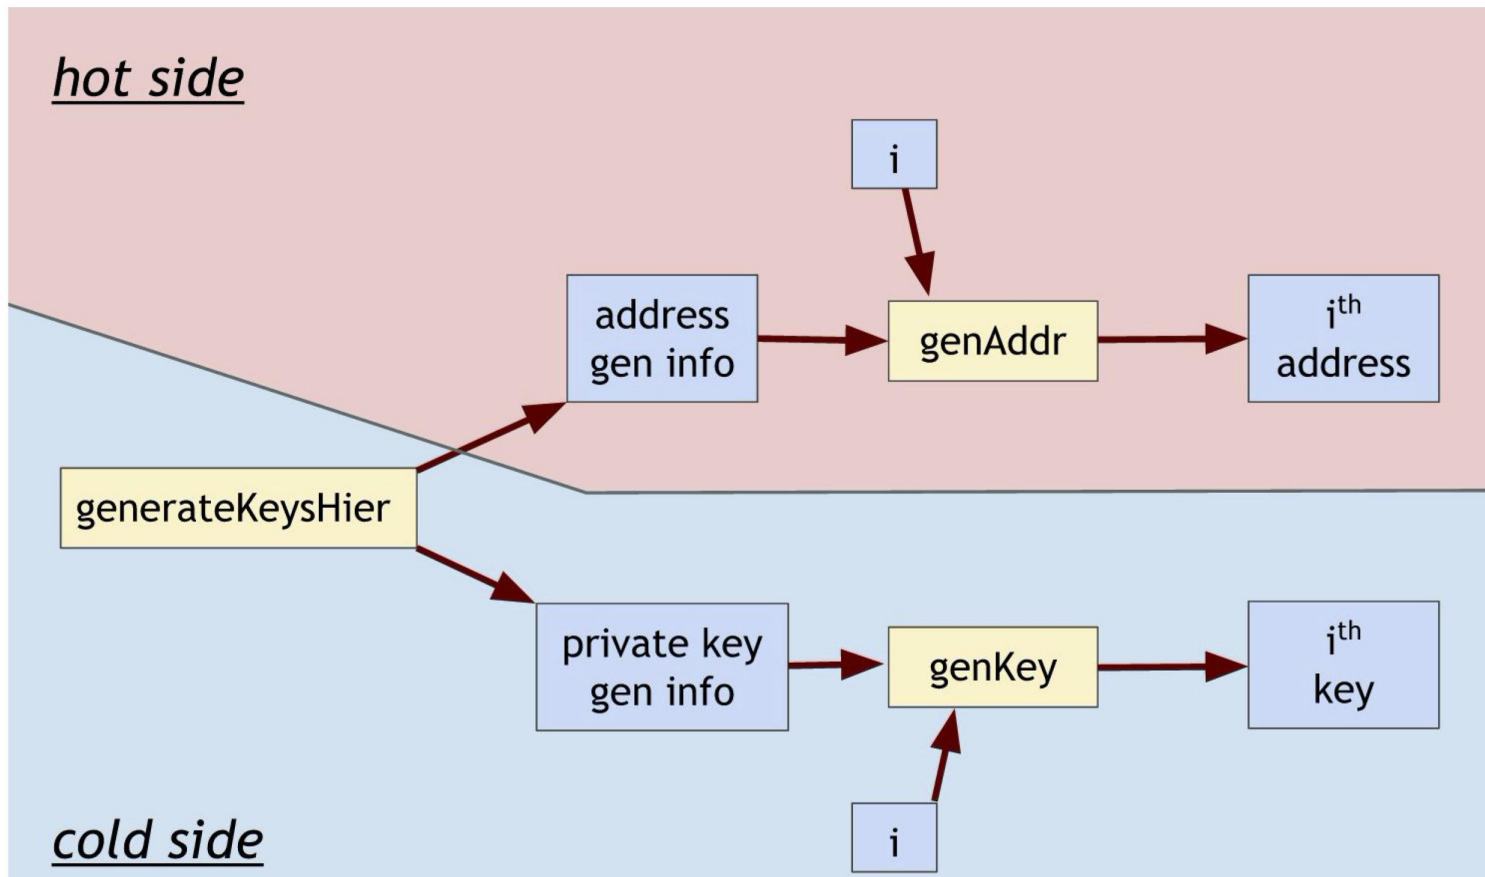 hot side
i
address
gen info
genAddr
ith
address
generateKeysHier
private key
gen info
genKey
ith
key
i
cold side